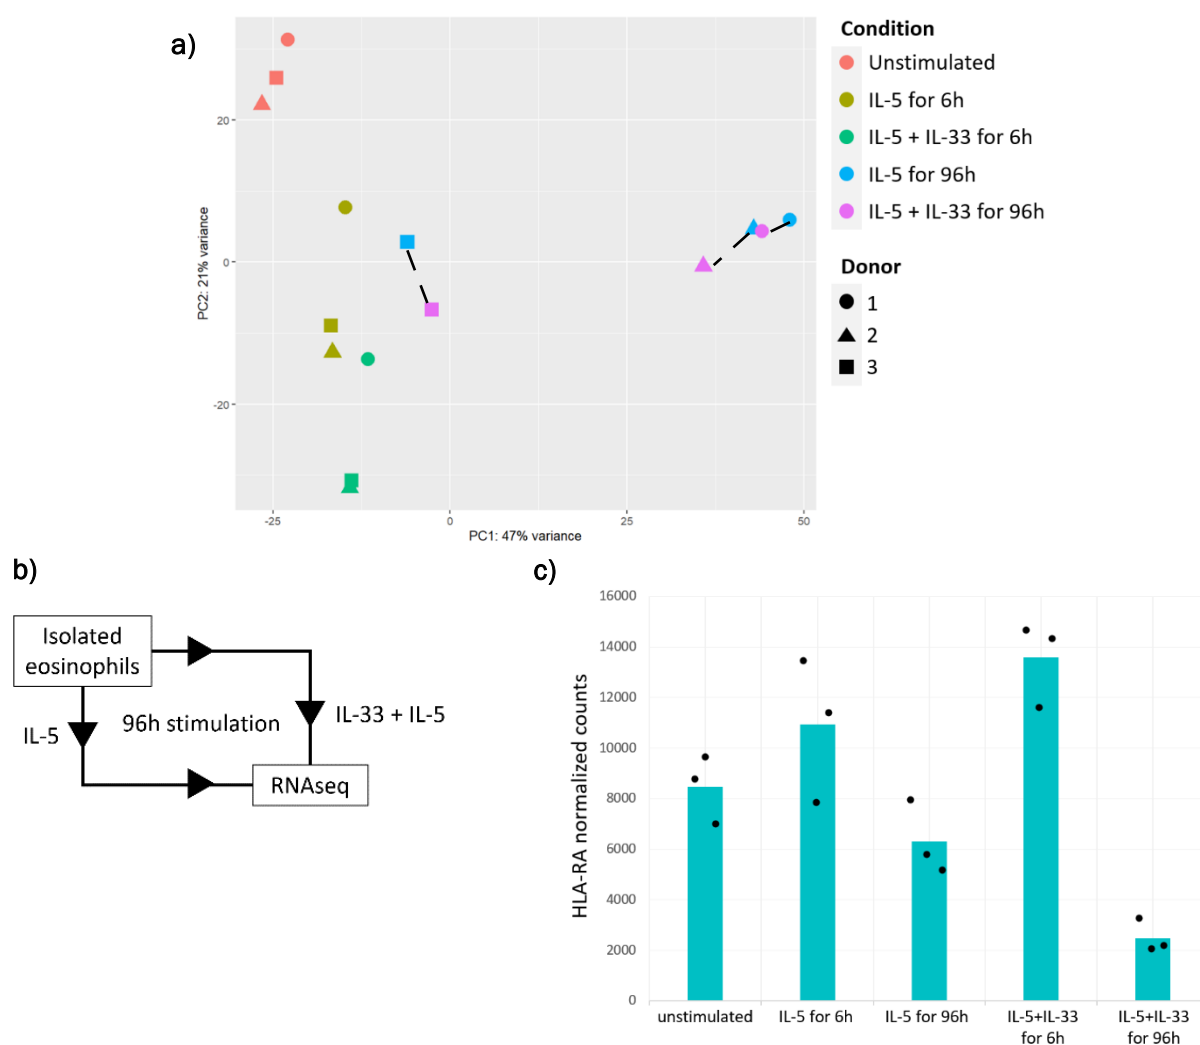 a)
Condition
Unstimulated
IL-5 for 6h
IL-5 + IL-33 for 6h
IL-5 for 96h
IL-5 + IL-33 for 96h
Donor
1
2
3
PC2: 21% variance
20
0
-20
-25
0
25
50
PC1: 47% variance
b)
Isolated
eosinophils
IL-5
96h stimulation
IL-33 + IL-5
RNAseq
c)
HLA-RA normalized counts
16000
14000
12000
10000
8000
6000
4000
2000
0
unstimulated
IL-5 for 6h
IL-5 for 96h
IL-5+IL-33
for 6h
IL-5+IL-33
for 96h